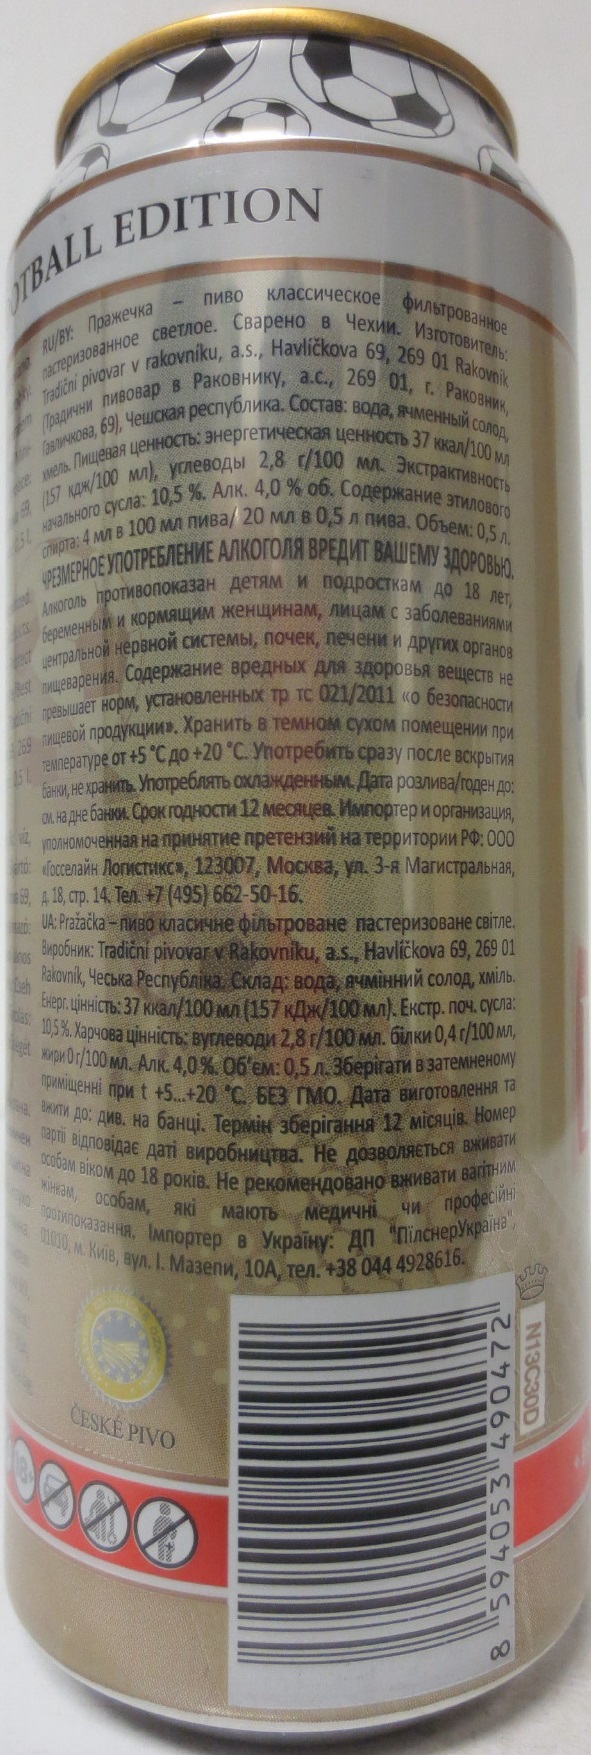 OTBALL EDITION
RU/BY: Пражечка – пиво классическое фильтрованное
пастеризованное светлое. Сварено в Чехии. Изготовитель:
Tradiční pivovar v rakovníku, a.s., Havlíčkova 69, 269 01 Rakovník
(Традични пивовар в Раковнику, а.с., 269 01, г. Раковник,
Гавличкова, 69), Чешская республика. Состав: вода, ячменный солод,
хмель. Пищевая ценность: энергетическая ценность 37 ккал/100 мл
(157 кдж/100 мл), углеводы 2,8 г/100 мл. Экстрактивность
начального сусла: 10,5 %. Алк. 4,0 % об. Содержание этилового
спирта: 4 мл в 100 мл пива/ 20 мл в 0,5 л пива. Объем: 0,5 л.
ЧРЕЗМЕРНОЕ УПОТРЕБЛЕНИЕ АЛКОГОЛЯ ВРЕДИТ ВАШЕМУ ЗДОРОВЬЮ.
Алкоголь противопоказан детям и подросткам до 18 лет,
беременным и кормящим женщинам, лицам с заболеваниями
центральной нервной системы, почек, печени и других органов
пищеварения. Содержание вредных для здоровья веществ не
превышает норм, установленных тр тс 021/2011 «о безопасности
пищевой продукции». Хранить в темном сухом помещении при
температуре от +5 °C до +20 °C. Употребить сразу после вскрытия
банки, не хранить. Употреблять охлажденным. Дата розлива/годен до:
см. на дне банки. Срок годности 12 месяцев. Импортер и организация,
уполномоченная на принятие претензий на территории РФ: ООО
«Госселайн Логистикс», 123007, Москва, ул. 3-я Магистральная,
д. 18, стр. 14. Тел. +7 (495) 662-50-16.
UA: Pražačka – пиво класичне фільтроване пастеризоване світле.
Виробник: Tradiční pivovar v Rakovníku, a.s., Havlíčkova 69, 269 01
Rakovník, Чеська Республіка. Склад: вода, ячмінний солод, хміль.
Енерг. цінність: 37 ккал/100 мл (157 кДж/100 мл). Екстр. поч. сусла:
10,5 %. Харчова цінність: вуглеводи 2,8 г/100 мл. білки 0,4 г/100 мл,
жири 0 г/100 мл. Алк. 4,0 %. Об'єм: 0,5 л. Зберігати в затемненому
приміщенні при t +5...+20 °C. БЕЗ ГМО. Дата виготовлення та
вжити до: див. на банці. Термін зберігання 12 місяців. Номер
партії відповідає даті виробництва. Не дозволяється вживати
особам віком до 18 років. Не рекомендовано вживати вагітним
жінкам, особам, які мають медичні чи професійні
протипоказання. Імпортер в Україну: ДП "ПілснерУкраїна",
01010, м. Київ, вул. І. Мазепи, 10А, тел. +38 044 4928616.
ČESKÉ PIVO
18+
N13C30D
8 594053 490472